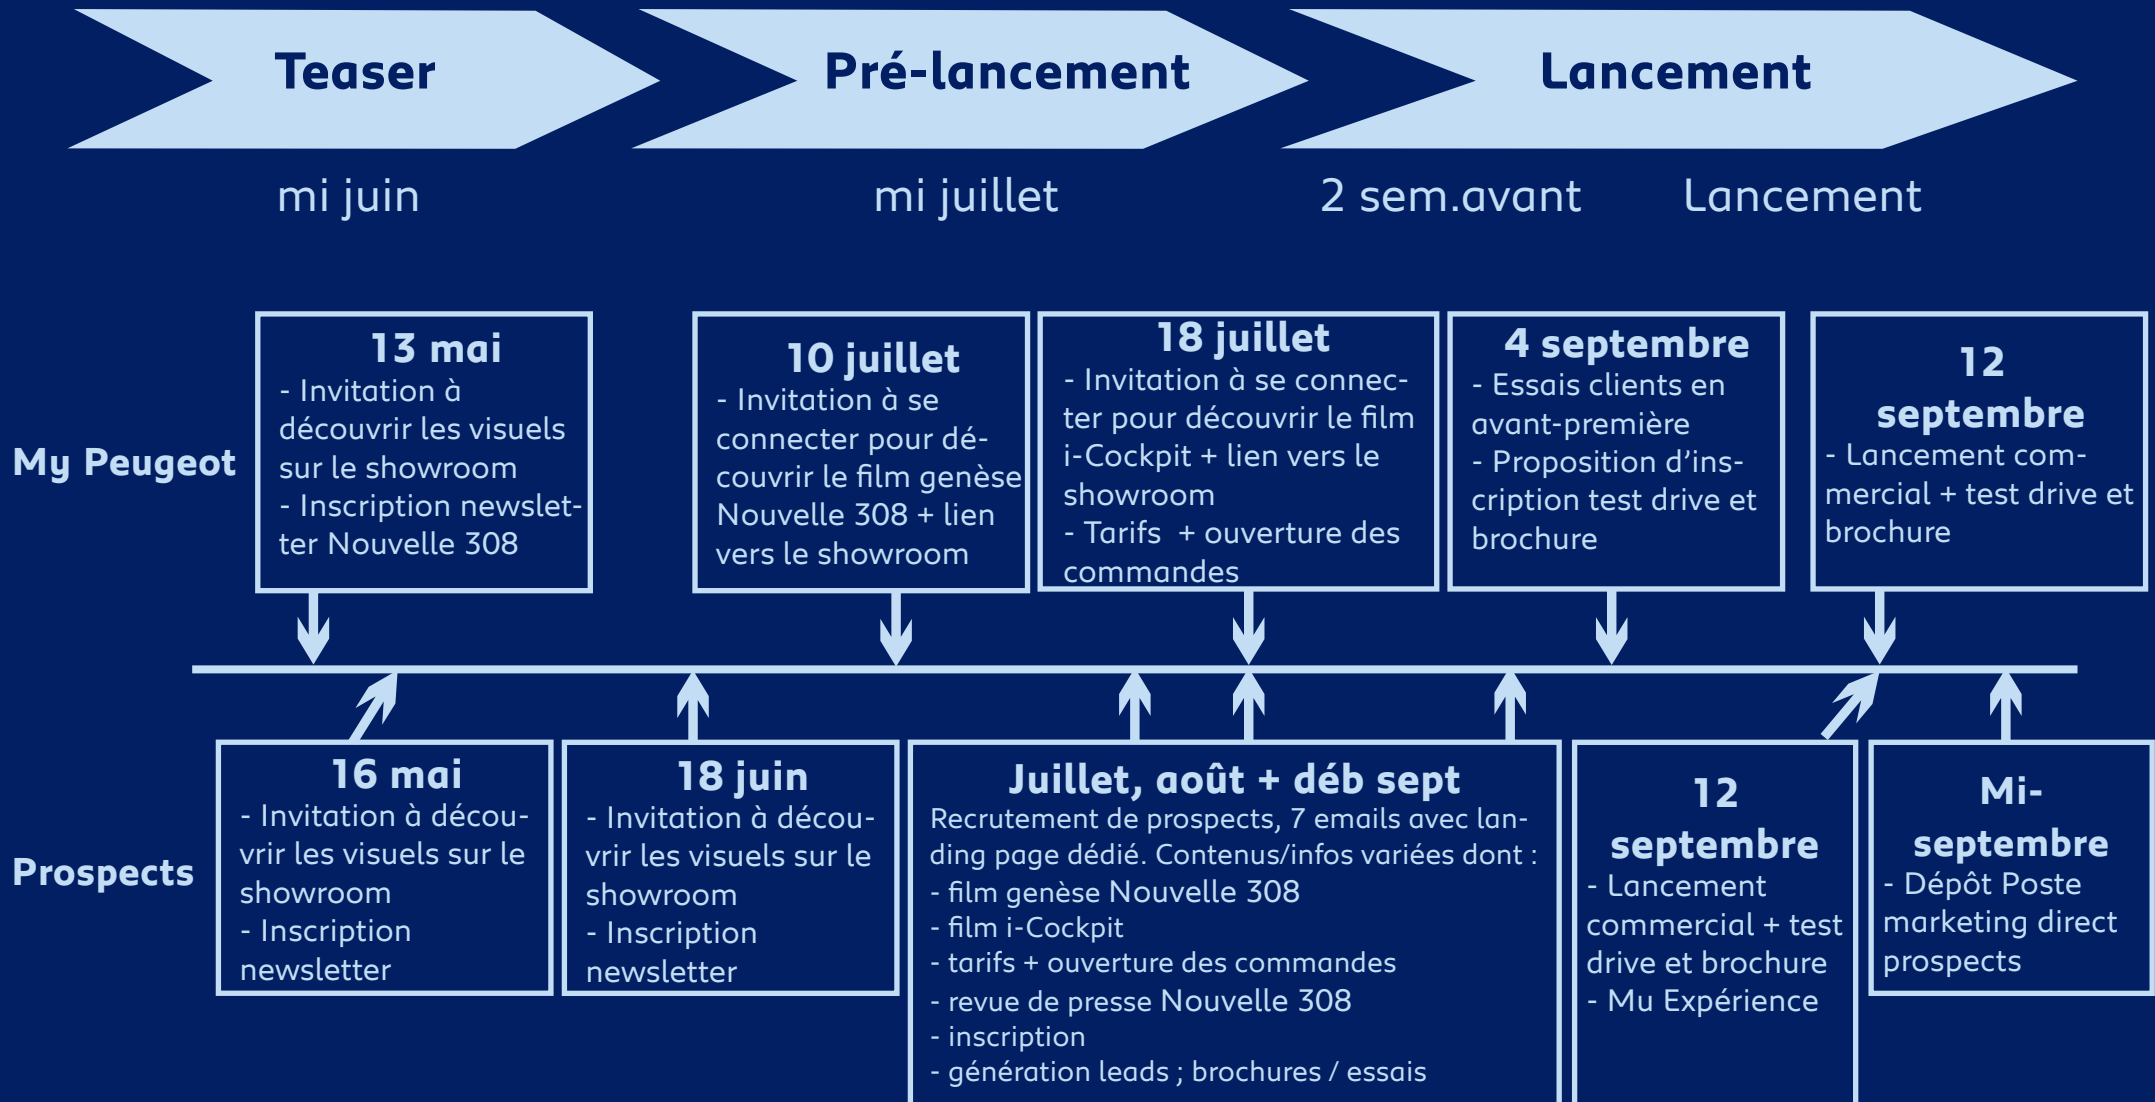 Teaser
Pré-lancement
Lancement
mi juin
mi juillet
2 sem.avant
Lancement
My Peugeot
13 mai
- Invitation à
découvrir les visuels
sur le showroom
- Inscription newslet-
ter Nouvelle 308
10 juillet
- Invitation à se
connecter pour dé-
couvrir le film genèse
Nouvelle 308 + lien
vers le showroom
18 juillet
- Invitation à se connec-
ter pour découvrir le film
i-Cockpit + lien vers le
showroom
- Tarifs + ouverture des
commandes
4 septembre
- Essais clients en
avant-première
- Proposition d'ins-
cription test drive et
brochure
12
septembre
- Lancement com-
mercial + test drive et
brochure
Prospects
16 mai
- Invitation à décou-
vrir les visuels sur le
showroom
- Inscription
newsletter
18 juin
- Invitation à décou-
vrir les visuels sur le
showroom
- Inscription
newsletter
Juillet, août + déb sept
Recrutement de prospects, 7 emails avec lan-
ding page dédié. Contenus/infos variées dont :
- film genèse Nouvelle 308
- film i-Cockpit
- tarifs + ouverture des commandes
- revue de presse Nouvelle 308
- inscription
- génération leads ; brochures / essais
12
septembre
- Lancement
commercial + test
drive et brochure
- Mu Expérience
Mi-
septembre
- Dépôt Poste
marketing direct
prospects